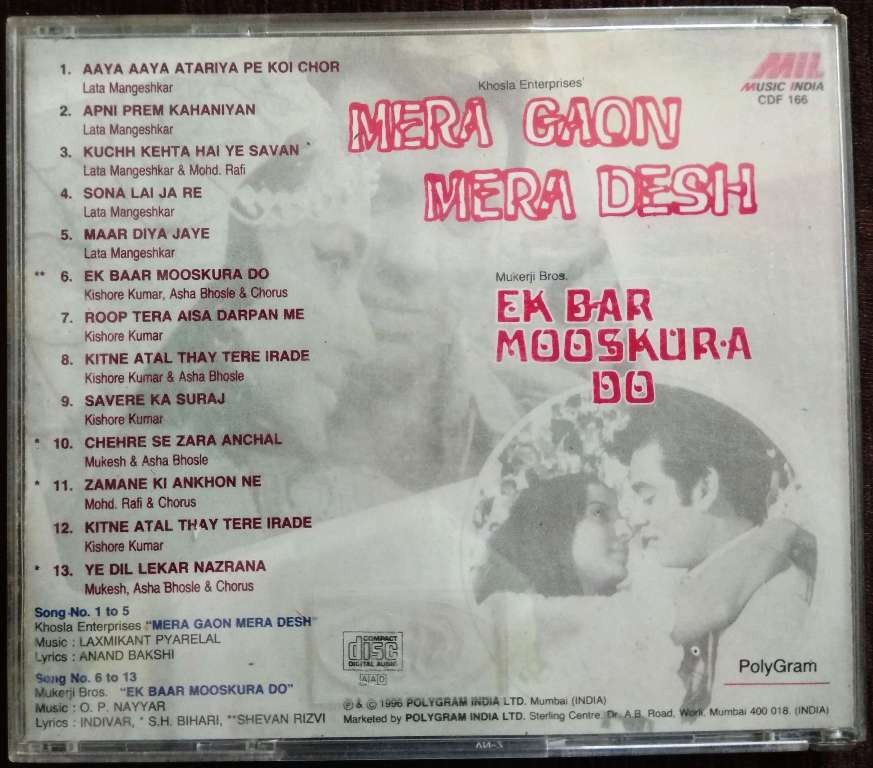 1. AAYA AAYA ATARIYA PE KOI CHOR
Lata Mangeshkar
2. APNI PREM KAHANIYAN
Lata Mangeshkar
3. KUCHH KEHTA HAI YE SAVAN
Lata Mangeshkar & Mohd. Rafi
4. SONA LAI JA RE
Lata Mangeshkar
5. MAAR DIYA JAYE
Lata Mangeshkar
** 6. EK BAAR MOOSKURA DO
Kishore Kumar, Asha Bhosle & Chorus
7. ROOP TERA AISA DARPAN ME
Kishore Kumar
8. KITNE ATAL THAY TERE IRADE
Kishore Kumar & Asha Bhosle
9. SAVERE KA SURAJ
Kishore Kumar
* 10. CHEHRE SE ZARA ANCHAL
Mukesh & Asha Bhosle
* 11. ZAMANE KI ANKHON NE
Mohd. Rafi & Chorus
12. KITNE ATAL THAY TERE IRADE
Kishore Kumar
* 13. YE DIL LEKAR NAZRANA
Mukesh, Asha Bhosle & Chorus
Song No. 1 to 5
Khosla Enterprises "MERA GAON MERA DESH"
Music : LAXMIKANT PYARELAL
Lyrics : ANAND BAKSHI
Song No. 6 to 13
Mukerji Bros. "EK BAAR MOOSKURA DO"
Music : O. P. NAYYAR
Lyrics : INDIVAR, * S.H. BIHARI, **SHEVAN RIZVI
MIL
MUSIC INDIA
CDF 166
Khosla Enterprises'
MERA GAON
MERA DESH
Mukerji Bros.
EK BAR
MOOSKURA
DO
COMPACT
disc
DIGITAL AUDIO
AAD
PolyGram
℗ & © 1996 POLYGRAM INDIA LTD. Mumbai (INDIA)
Marketed by POLYGRAM INDIA LTD. Sterling Centre, Dr. A.B. Road, Worli, Mumbai 400 018. (INDIA)